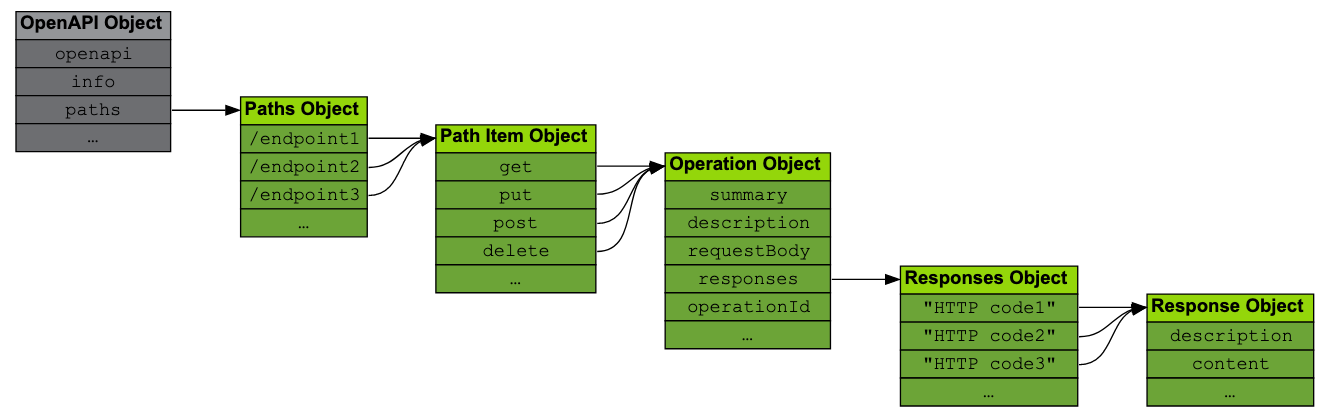 OpenAPI Object
openapi
info
paths
…
Paths Object
/endpoint1
/endpoint2
/endpoint3
…
Path Item Object
get
put
post
delete
…
Operation Object
summary
description
requestBody
responses
operationId
…
Responses Object
"HTTP code1"
"HTTP code2"
"HTTP code3"
…
Response Object
description
content
…